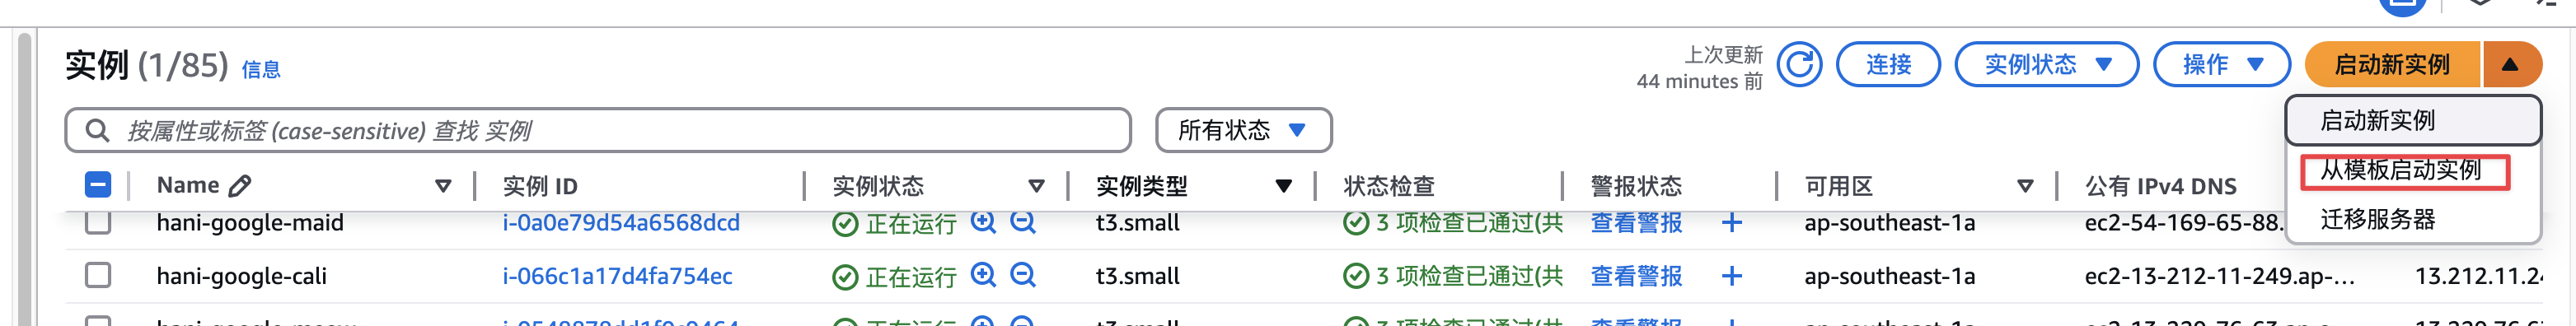 实例 (1/85) 信息
上次更新
44 minutes 前
连接
实例状态
操作
启动新实例
按属性或标签 (case-sensitive) 查找 实例
所有状态
启动新实例
从模板启动实例
迁移服务器
Name 实例 ID 实例状态 实例类型 状态检查 警报状态 可用区 公有 IPv4 DNS
hani-google-maid i-0a0e79d54a6568dcd 正在运行 t3.small 3 项检查已通过(共 查看警报 + ap-southeast-1a ec2-54-169-65-88.
hani-google-cali i-066c1a17d4fa754ec 正在运行 t3.small 3 项检查已通过(共 查看警报 + ap-southeast-1a ec2-13-212-11-249.ap-... 13.212.11.24